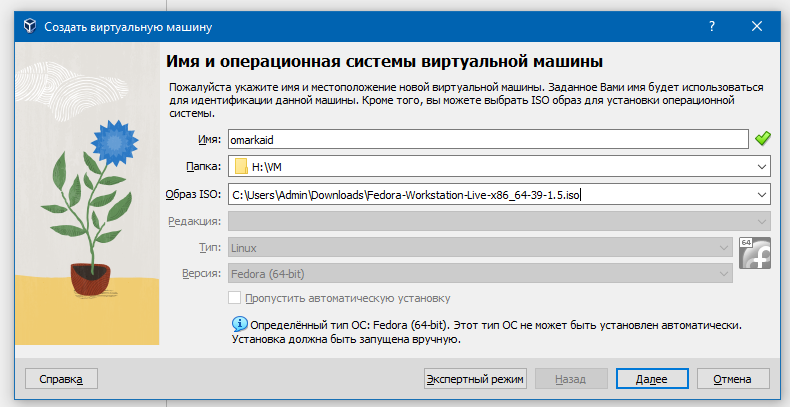 Создать виртуальную машину
Имя и операционная системы виртуальной машины
Пожалуйста укажите имя и местоположение новой виртуальной машины. Заданное Вами имя будет использоваться
для идентификации данной машины. Кроме того, вы можете выбрать ISO образ для установки операционной
системы.
Имя: omarkaid
Папка: H:\VM
Образ ISO: C:\Users\Admin\Downloads\Fedora-Workstation-Live-x86_64-39-1.5.iso
Редакция:
Тип: Linux
64
Версия: Fedora (64-bit)
Пропустить автоматическую установку
Определённый тип ОС: Fedora (64-bit). Этот тип ОС не может быть установлен автоматически.
Установка должна быть запущена вручную.
Справка Экспертный режим Назад Далее Отмена